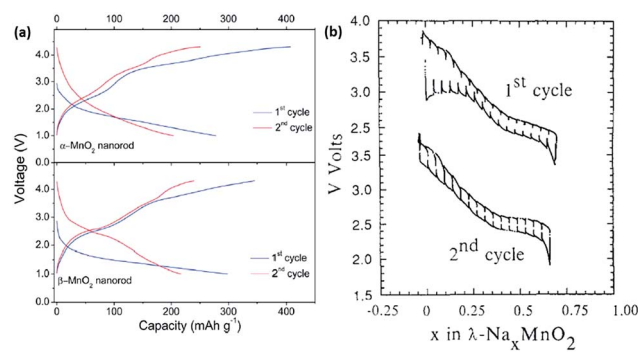 (a)
0 100 200 300 400
4.0
3.0
2.0
1.0
0.0
α-MnO2 nanorod
1st cycle
2nd cycle
4.0
3.0
2.0
1.0
0.0
β-MnO2 nanorod
1st cycle
2nd cycle
0 100 200 300 400
Voltage (V)
Capacity (mAh g-1)
(b)
4.0
3.5
3.0
2.5
3.5
3.0
2.5
2.0
1.5
V Volts
1st cycle
2nd cycle
-0.25 0 0.25 0.50 0.75 1.00
x in λ-NaxMnO2